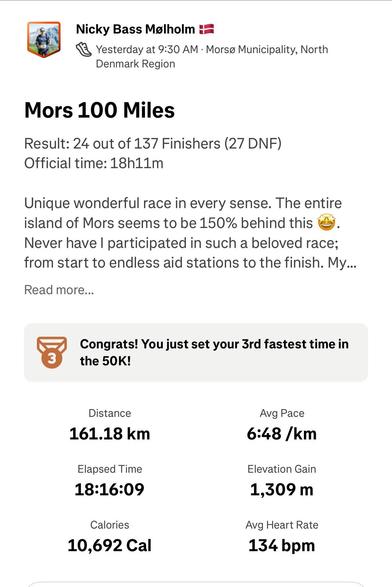 Nicky Bass Mølholm 🇩🇰
Yesterday at 9:30 AM · Morsø Municipality, North
Denmark Region
Mors 100 Miles
Result: 24 out of 137 Finishers (27 DNF)
Official time: 18h11m
Unique wonderful race in every sense. The entire
island of Mors seems to be 150% behind this 🤩.
Never have I participated in such a beloved race;
from start to endless aid stations to the finish. My...
Read more...
3
Congrats! You just set your 3rd fastest time in
the 50K!
Distance
Avg Pace
161.18 km
6:48 /km
Elapsed Time
Elevation Gain
18:16:09
1,309 m
Calories
Avg Heart Rate
10,692 Cal
134 bpm